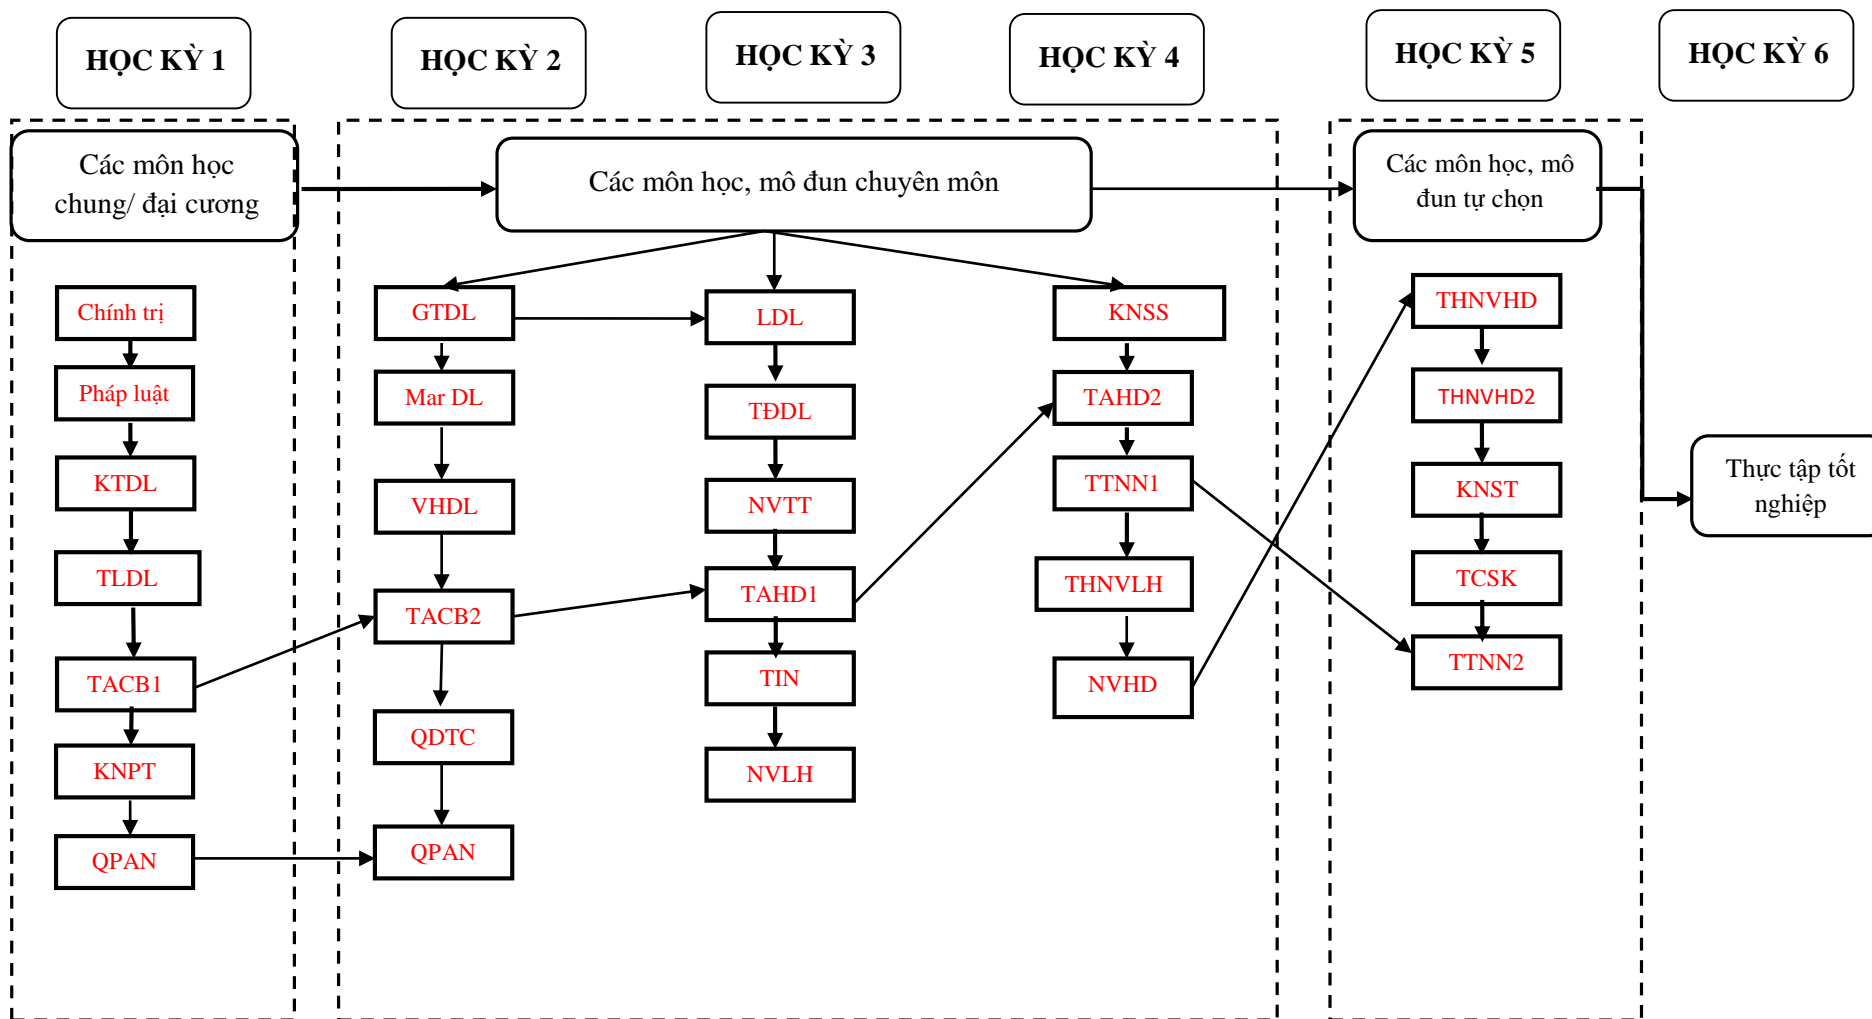 HỌC KỲ 1
HỌC KỲ 2
HỌC KỲ 3
HỌC KỲ 4
HỌC KỲ 5
HỌC KỲ 6
Các môn học
chung/ đại cương
Các môn học, mô đun chuyên môn
Các môn học, mô
đun tự chọn
Chính trị
Pháp luật
KTDL
TLDL
TACB1
KNPT
QPAN
GTDL
Mar DL
VHDL
TACB2
QDTC
QPAN
LDL
TĐDL
NVTT
TAHD1
TIN
NVLH
KNSS
TAHD2
TTNN1
THNVLH
NVHD
THNVHD
THNVHD2
KNST
TCSK
TTNN2
Thực tập tốt
nghiệp